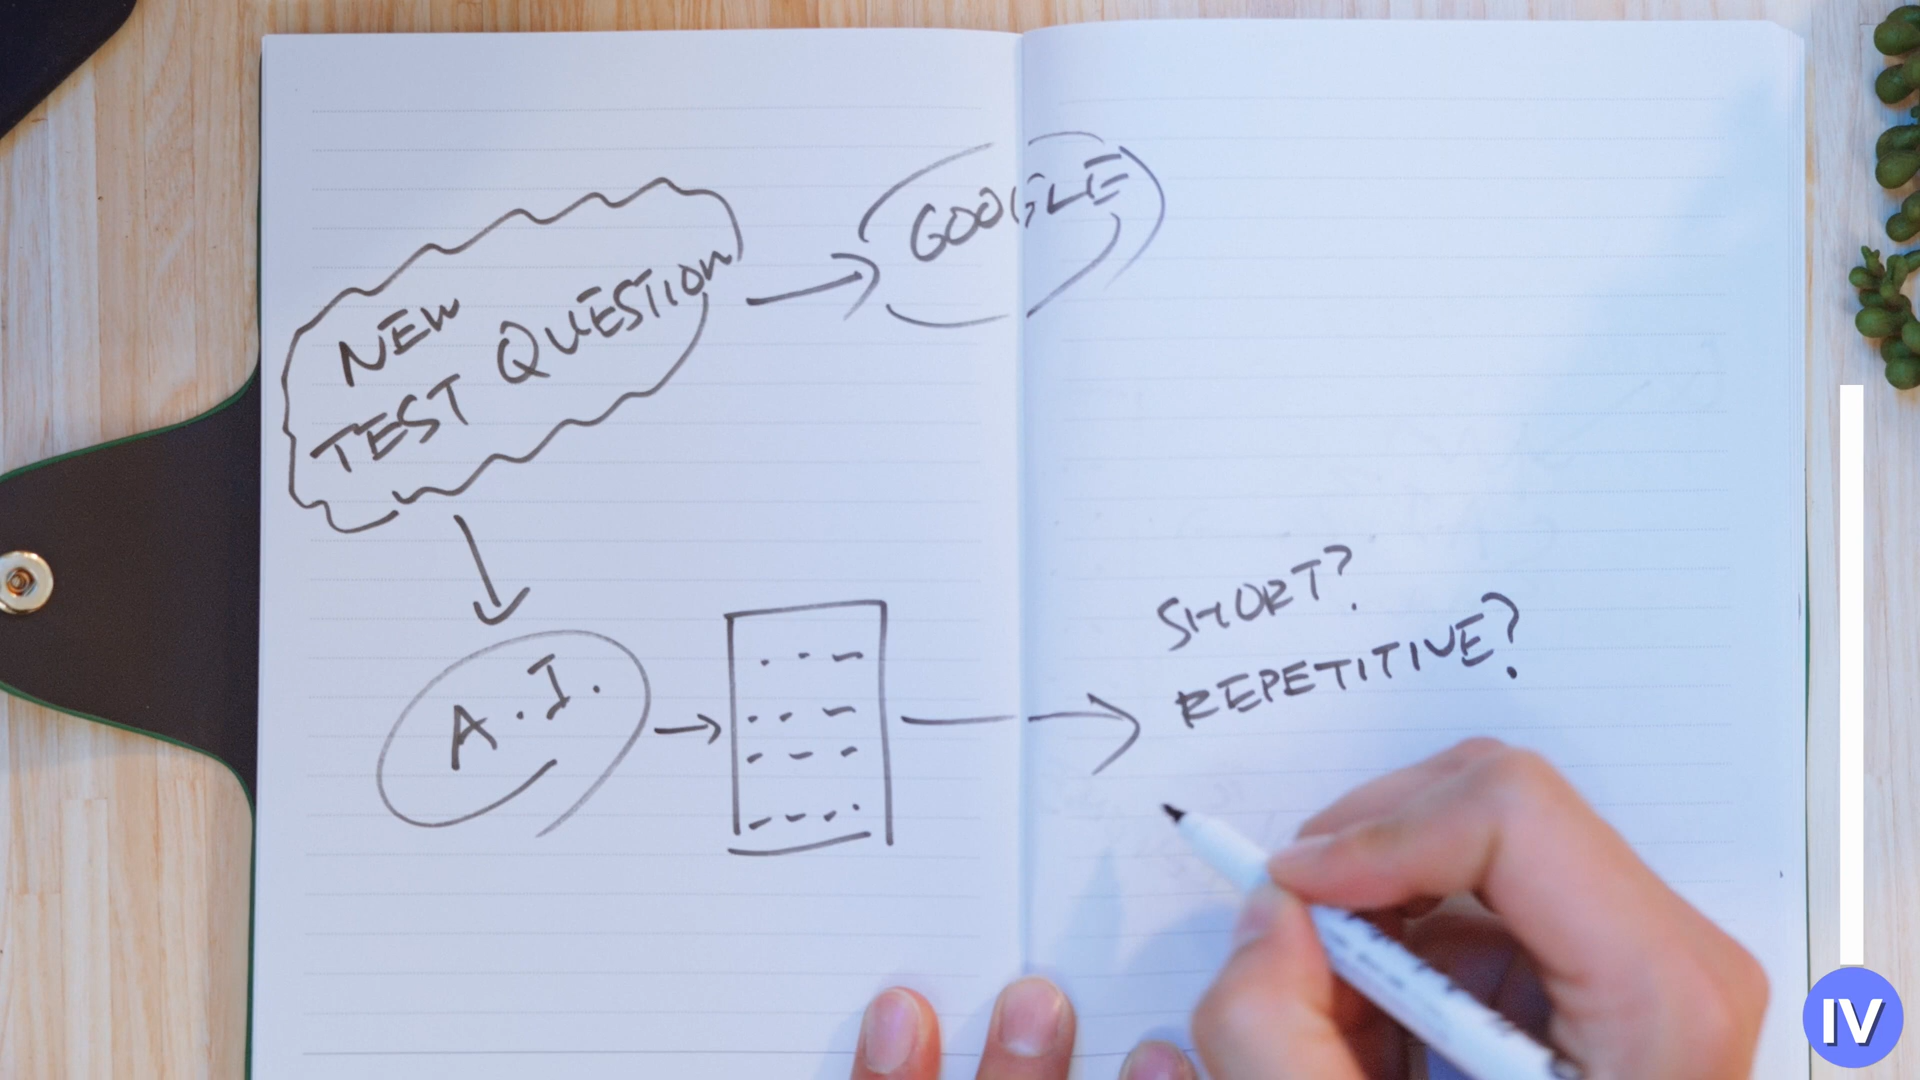 NEW
TEST QUESTION
GOOGLE
A.I.
SHORT?
REPETITIVE?
IV